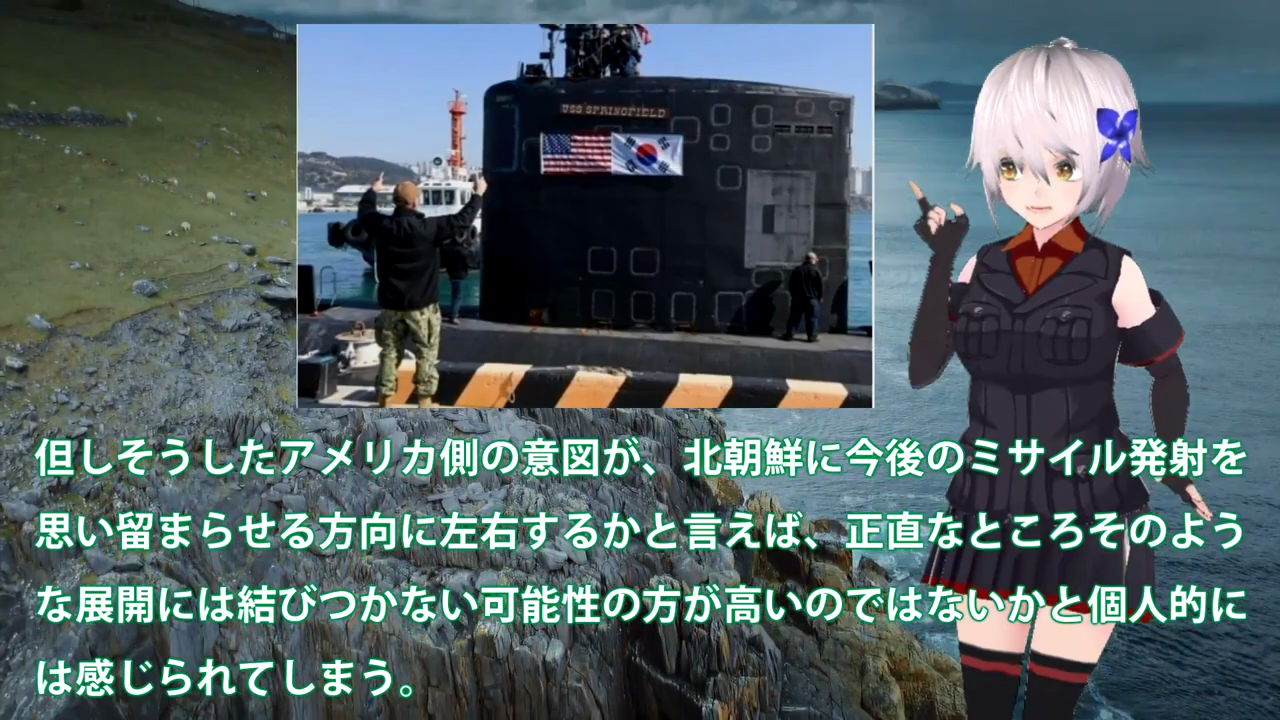 USS SPRINGFIELD
但しそうしたアメリカ側の意図が、北朝鮮に今後のミサイル発射を
思い留まらせる方向に左右するかと言えば、正直なところそのよう
な展開には結びつかない可能性の方が高いのではないかと個人的に
は感じられてしまう。